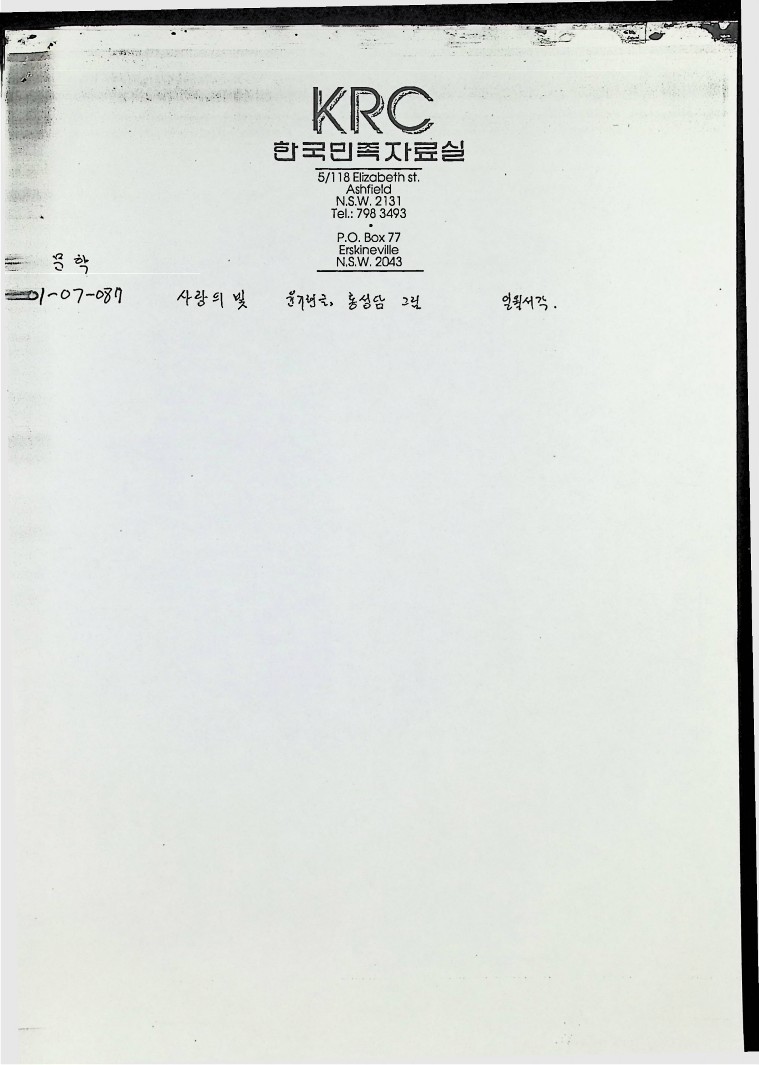 KRC
한국민족자료실
5/118 Elizabeth st.
Ashfield
N.S.W. 2131
Tel.: 798 3493
P.O. Box 77
Erskineville
N.S.W. 2043
문학
01-07-087 사랑의 빛 윤기현글, 홍성담 그림 일월서각.